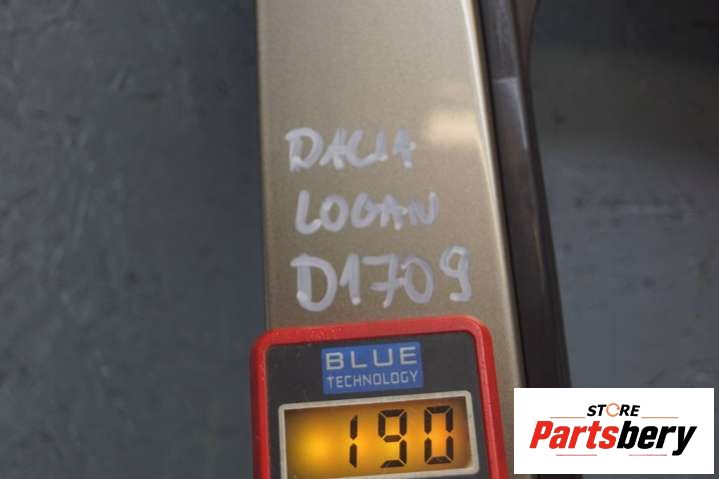 DACIA
LOGAN
D1709
BLUE
TECHNOLOGY
190
STORE
Partsbery